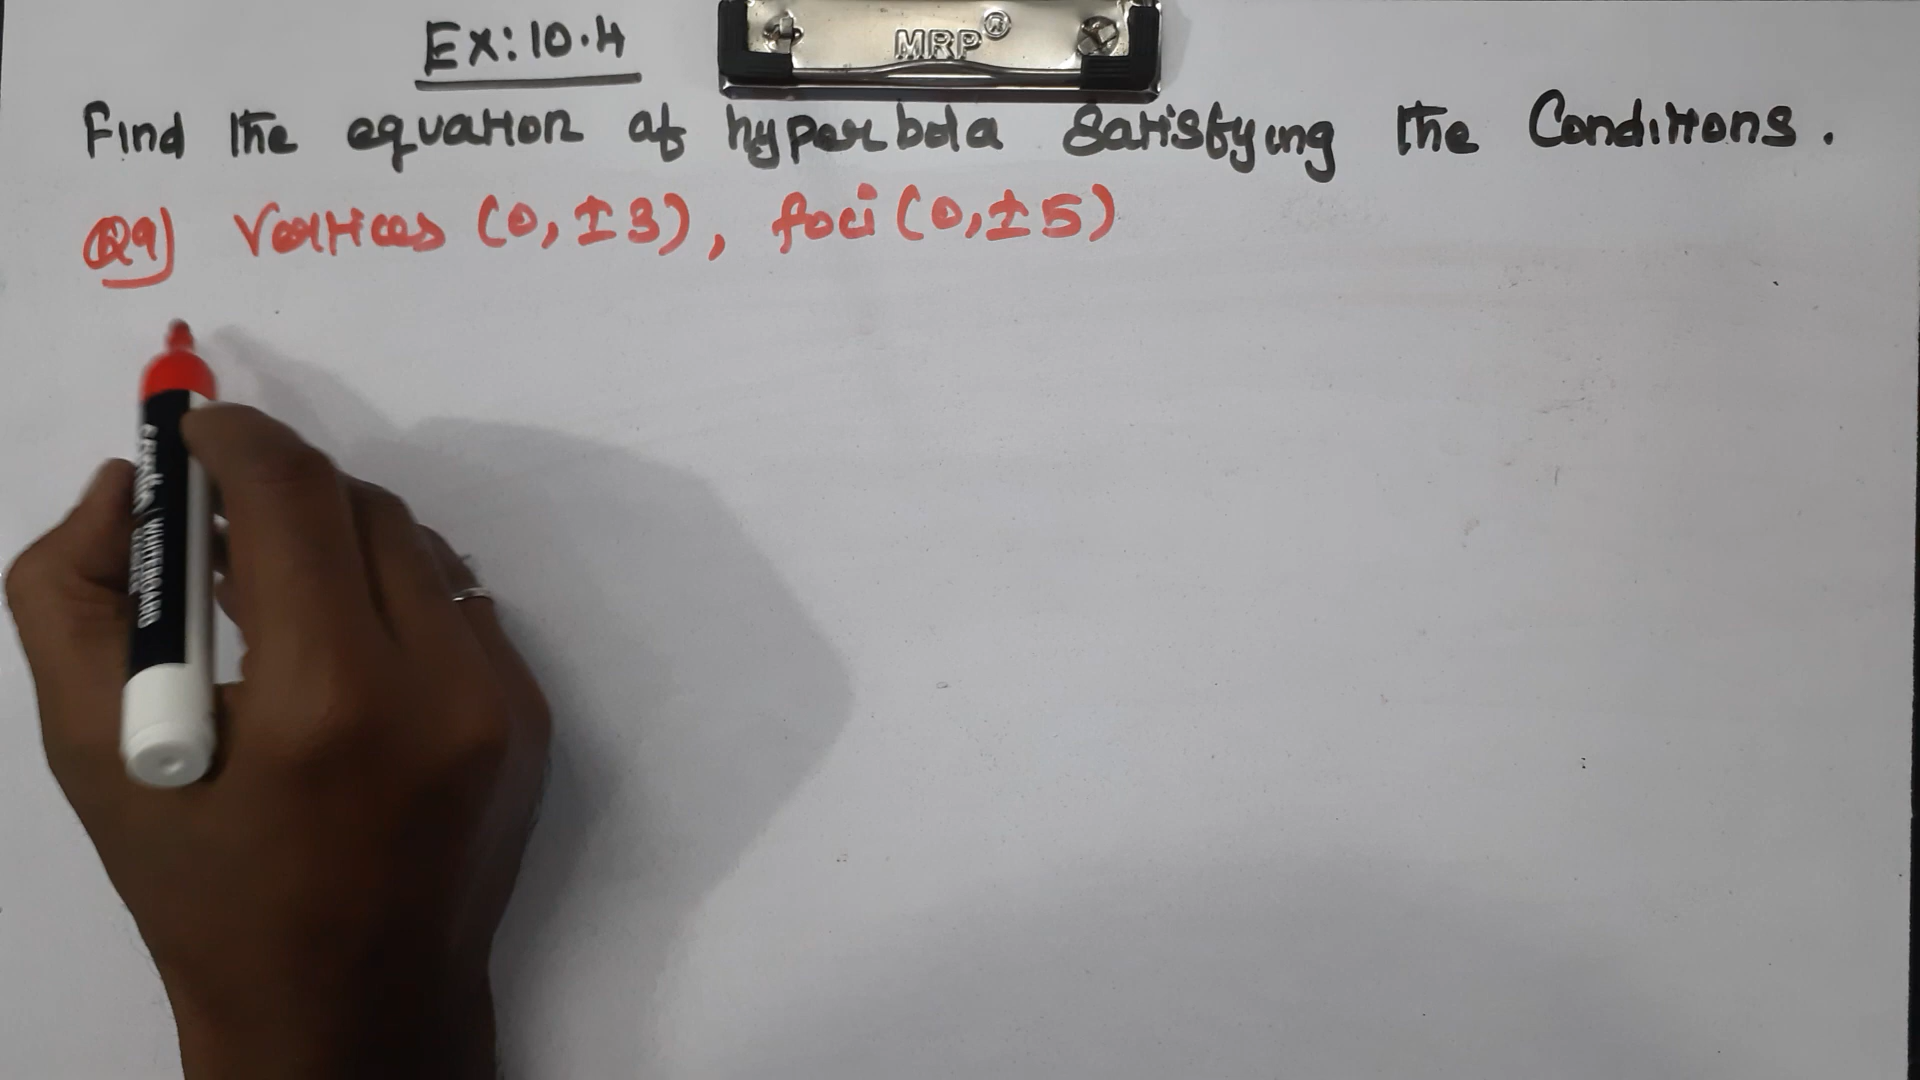 Ex: 10.4
MRP®
Find the equation of hyperbola Satisfying the Conditions.
Q9) Vertices (0, ±3), foci (0, ±5)
WHITEBOARD